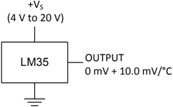 +Vs
(4 V to 20 V)
LM35
OUTPUT
0 mV + 10.0 mV/°C